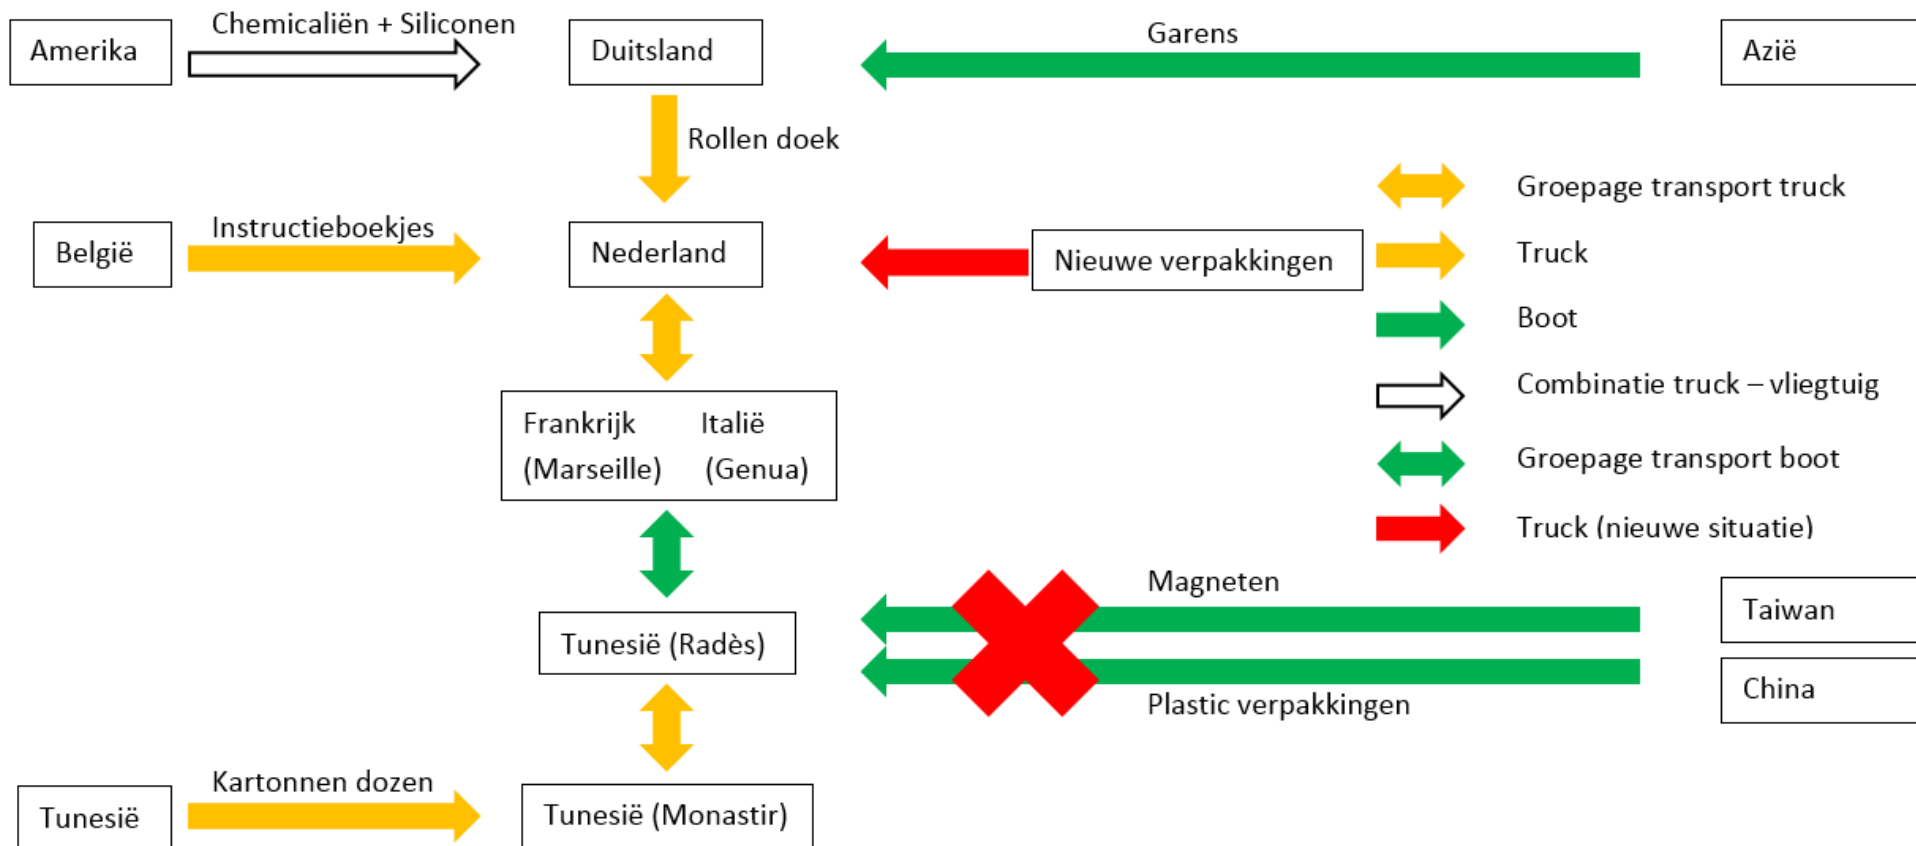 Chemicaliën + Siliconen
Amerika
Duitsland
Garens
Azië
Rollen doek
Groepage transport truck
Instructieboekjes
België
Nederland
Nieuwe verpakkingen
Truck
Boot
Combinatie truck – vliegtuig
Frankrijk Italië
(Marseille) (Genua)
Groepage transport boot
Truck (nieuwe situatie)
Magneten
Taiwan
Tunesië (Radès)
China
Plastic verpakkingen
Kartonnen dozen
Tunesië
Tunesië (Monastir)